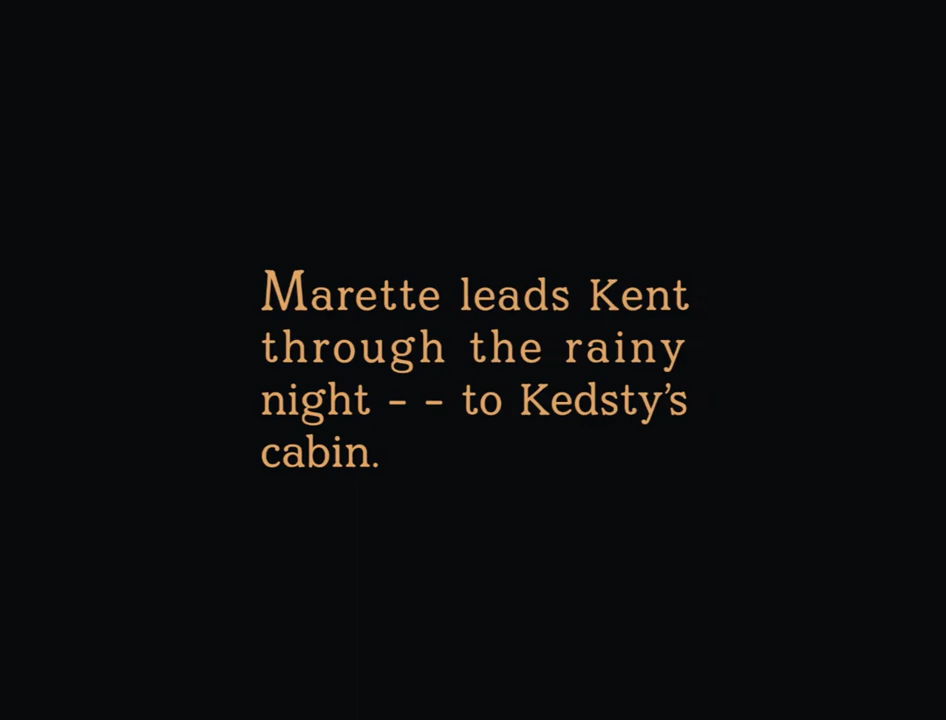 Marette leads Kent
through the rainy
night - - to Kedsty’s
cabin.